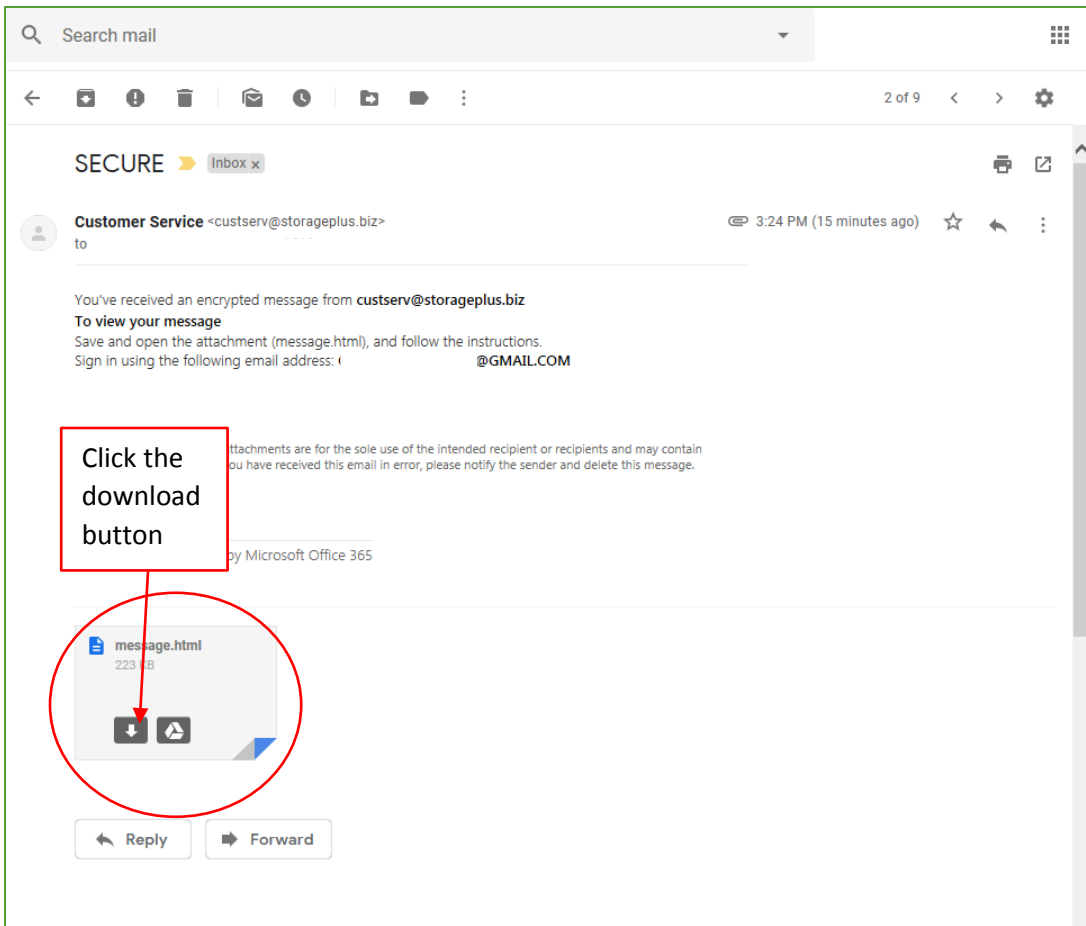 Search mail
2 of 9
SECURE
Inbox x
Customer Service <custserv@storageplus.biz>
3:24 PM (15 minutes ago)
to
You've received an encrypted message from custserv@storageplus.biz
To view your message
Save and open the attachment (message.html), and follow the instructions.
Sign in using the following email address: @GMAIL.COM
attachments are for the sole use of the intended recipient or recipients and may contain
you have received this email in error, please notify the sender and delete this message.
Click the
download
button
by Microsoft Office 365
message.html
223 KB
Reply
Forward